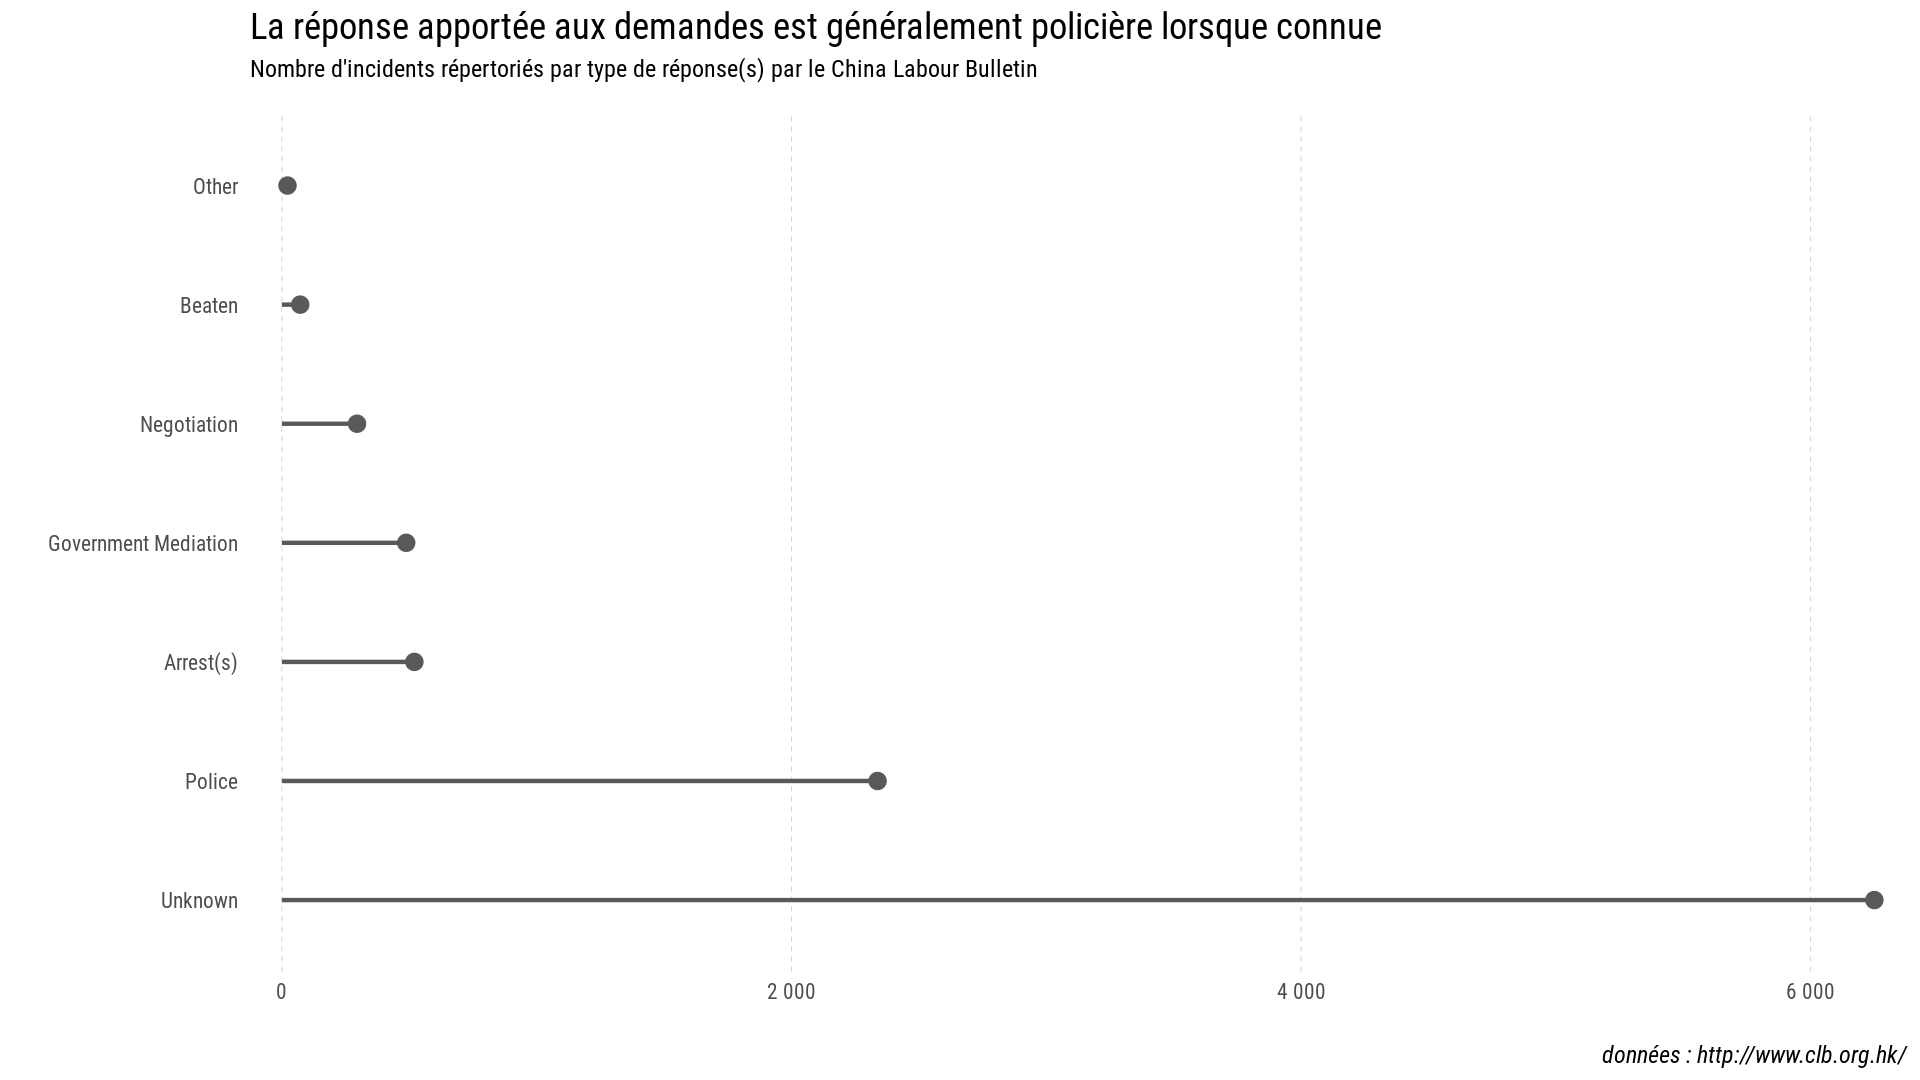 La réponse apportée aux demandes est généralement policière lorsque connue
Nombre d'incidents répertoriés par type de réponse(s) par le China Labour Bulletin
Other
Beaten
Negotiation
Government Mediation
Arrest(s)
Police
Unknown
0 2 000 4 000 6 000
données : http://www.clb.org.hk/